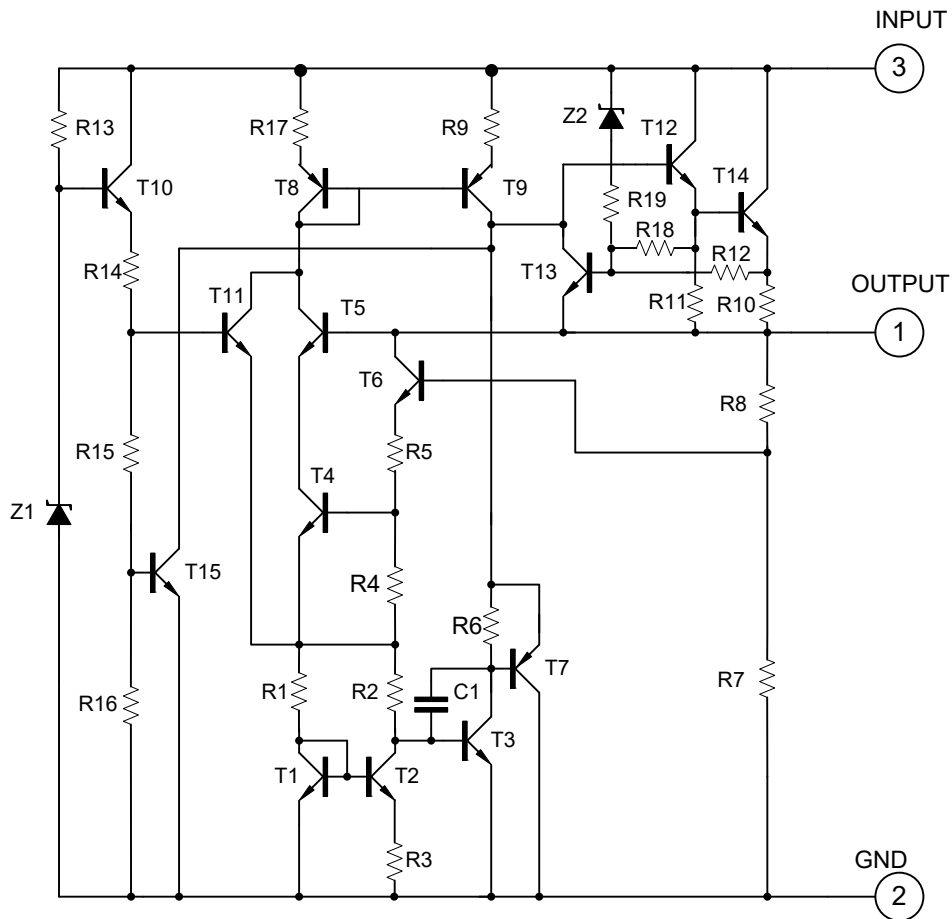 INPUT
3
R13
R17
R9
Z2
T12
T10
T8
T9
T14
R19
R18
R12
R14
T13
T11
T5
R11
R10
OUTPUT
1
T6
R8
R15
R5
Z1
T4
T15
R4
R6
T7
R16
R1
R2
C1
R7
T3
T1
T2
R3
GND
2